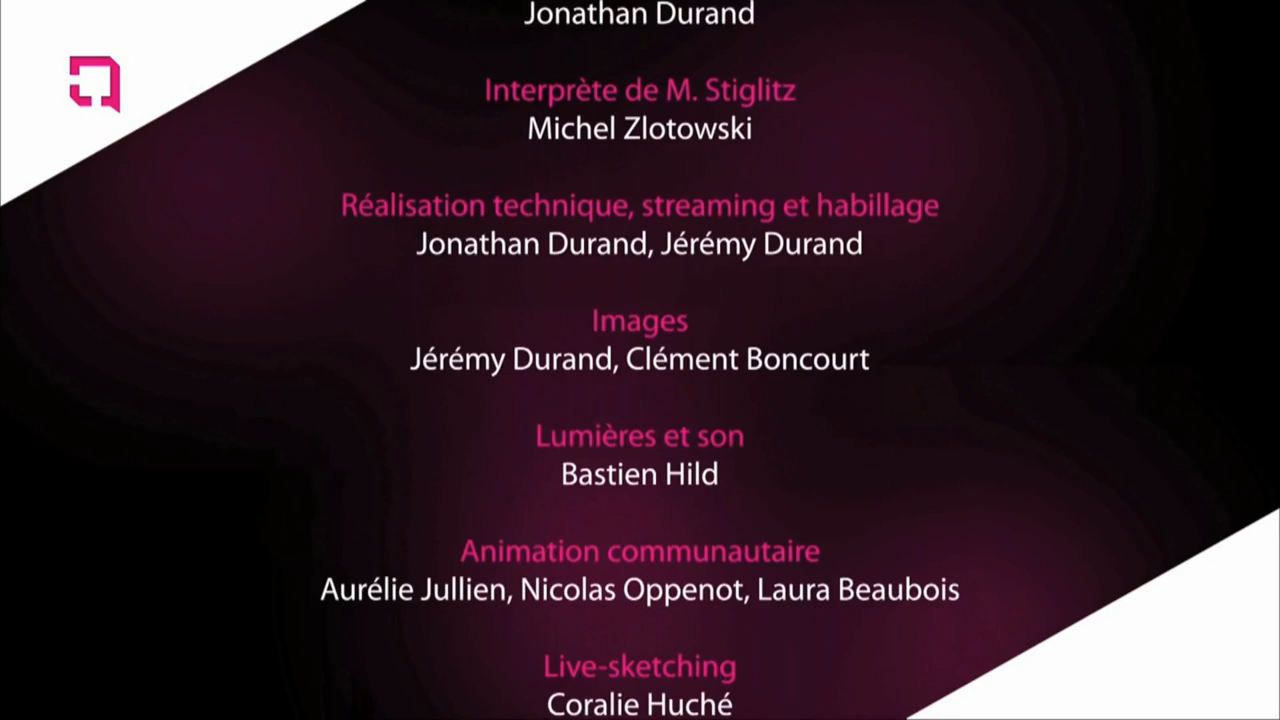 Jonathan Durand
Interprète de M. Stiglitz
Michel Zlotowski
Réalisation technique, streaming et habillage
Jonathan Durand, Jérémy Durand
Images
Jérémy Durand, Clément Boncourt
Lumières et son
Bastien Hild
Animation communautaire
Aurélie Jullien, Nicolas Oppenot, Laura Beaubois
Live-sketching
Coralie Huché